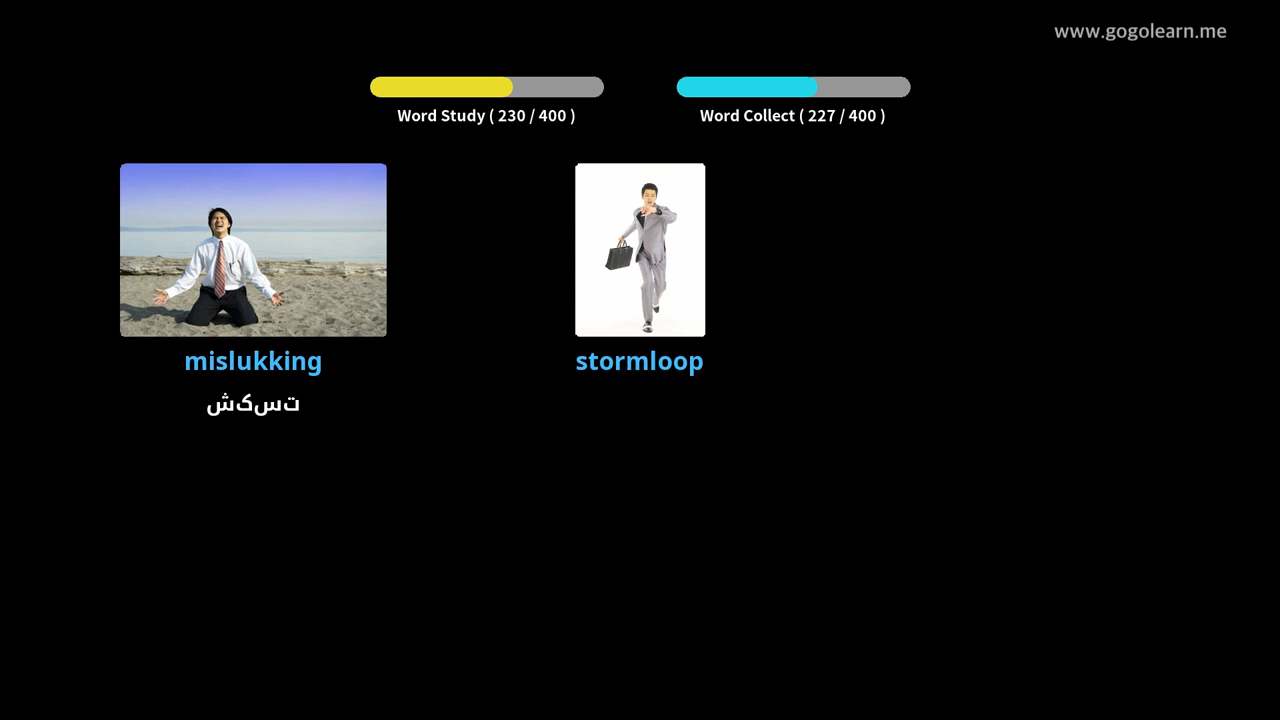 www.gogolearn.me
Word Study ( 230 / 400 )
Word Collect ( 227 / 400 )
mislukking
stormloop
تسکش